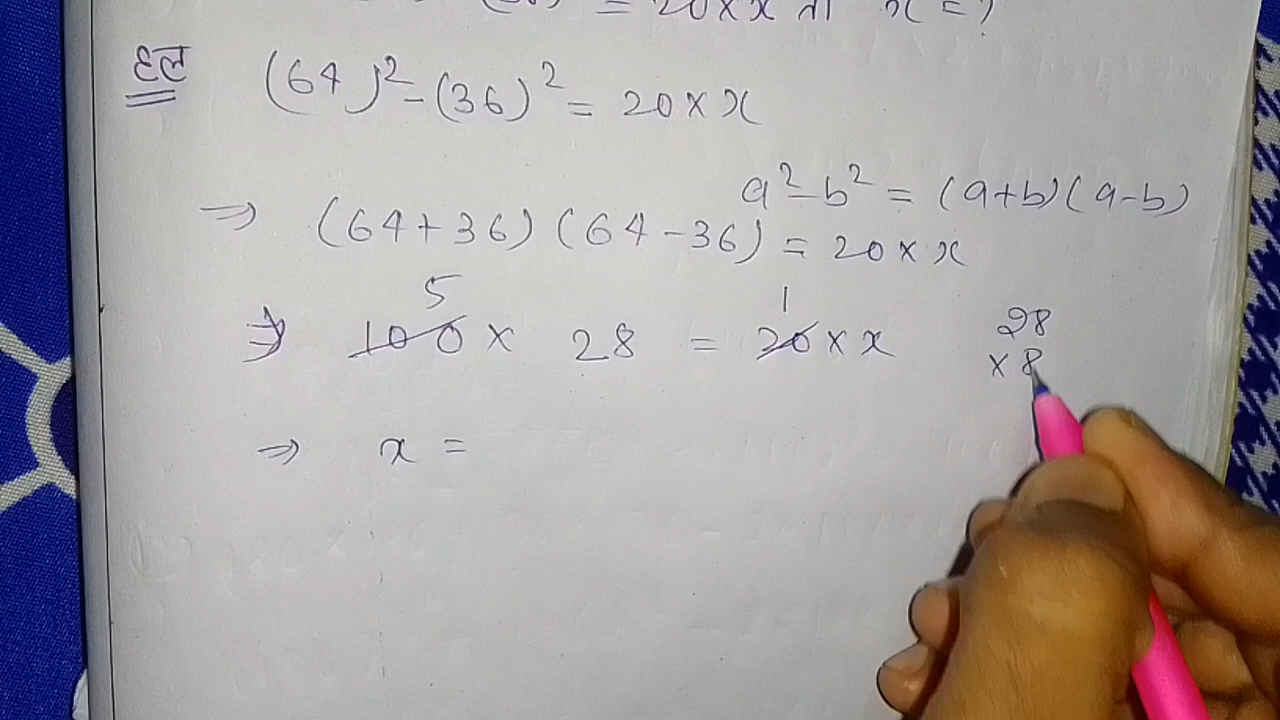 = 20 × x तो x = ?
हल (64)² - (36)² = 20 × x
a² - b² = (a+b)(a-b)
⇒ (64 + 36) (64 - 36) = 20 × x
5 1
⇒ 100 × 28 = 20 × x
28
× 8
⇒ x =